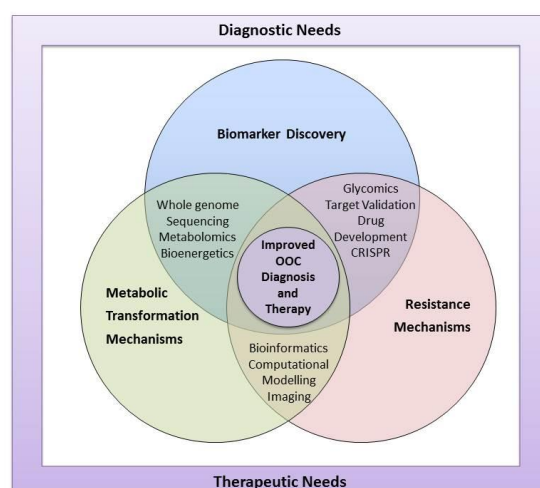 Diagnostic Needs
Biomarker Discovery
Whole genome
Sequencing
Metabolomics
Bioenergetics
Glycomics
Target Validation
Drug
Development
CRISPR
Improved
OOC
Diagnosis
and
Therapy
Metabolic
Transformation
Mechanisms
Resistance
Mechanisms
Bioinformatics
Computational
Modelling
Imaging
Therapeutic Needs